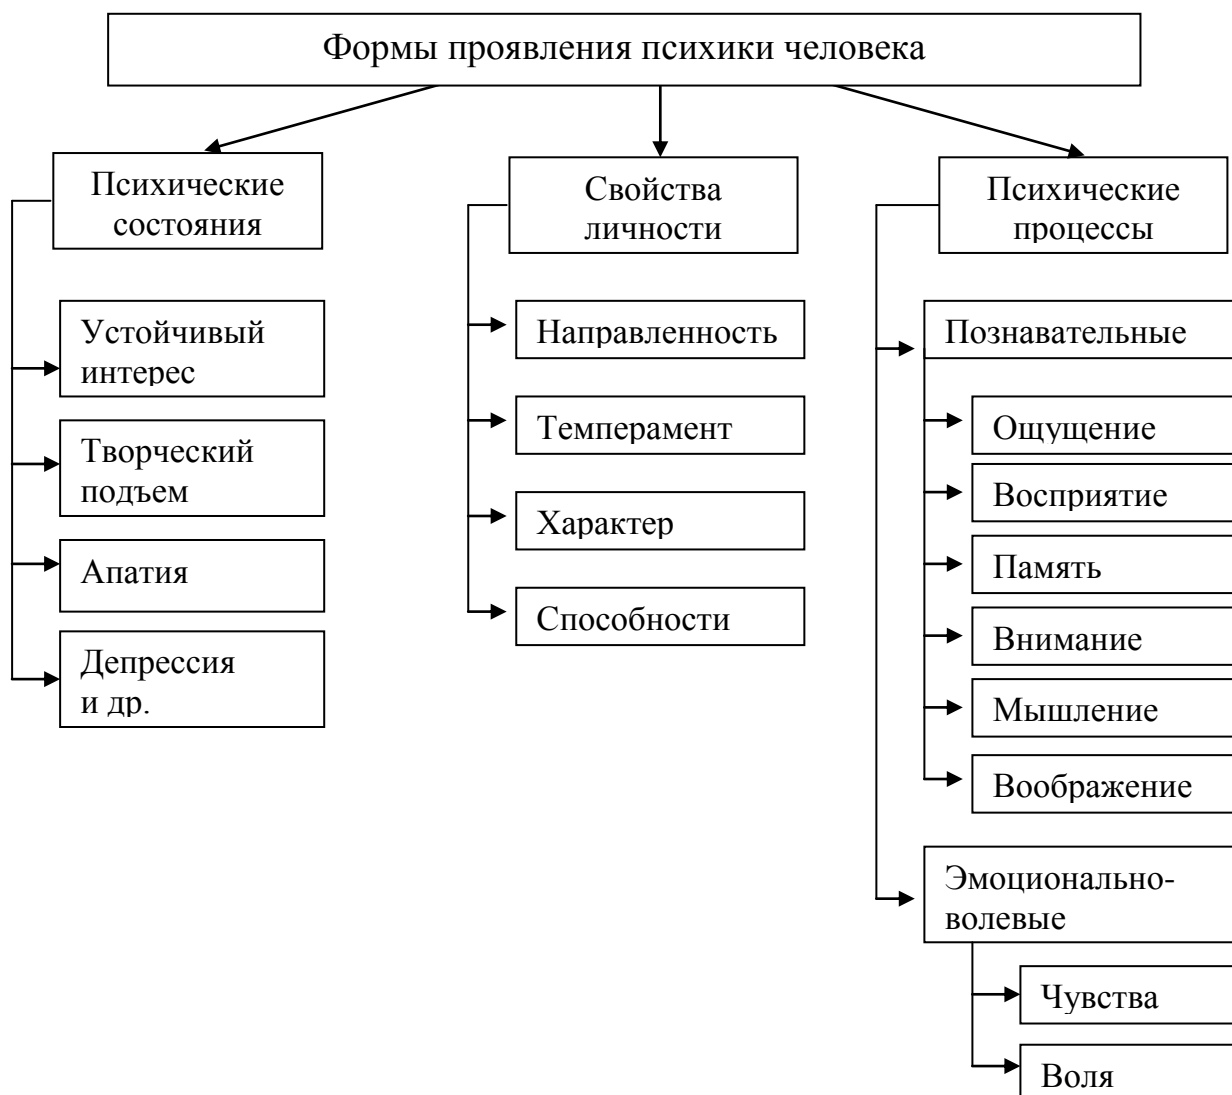 Формы проявления психики человека
Психические
состояния
Устойчивый
интерес
Творческий
подъем
Апатия
Депрессия
и др.
Свойства
личности
Направленность
Темперамент
Характер
Способности
Психические
процессы
Познавательные
Ощущение
Восприятие
Память
Внимание
Мышление
Воображение
Эмоционально-
волевые
Чувства
Воля